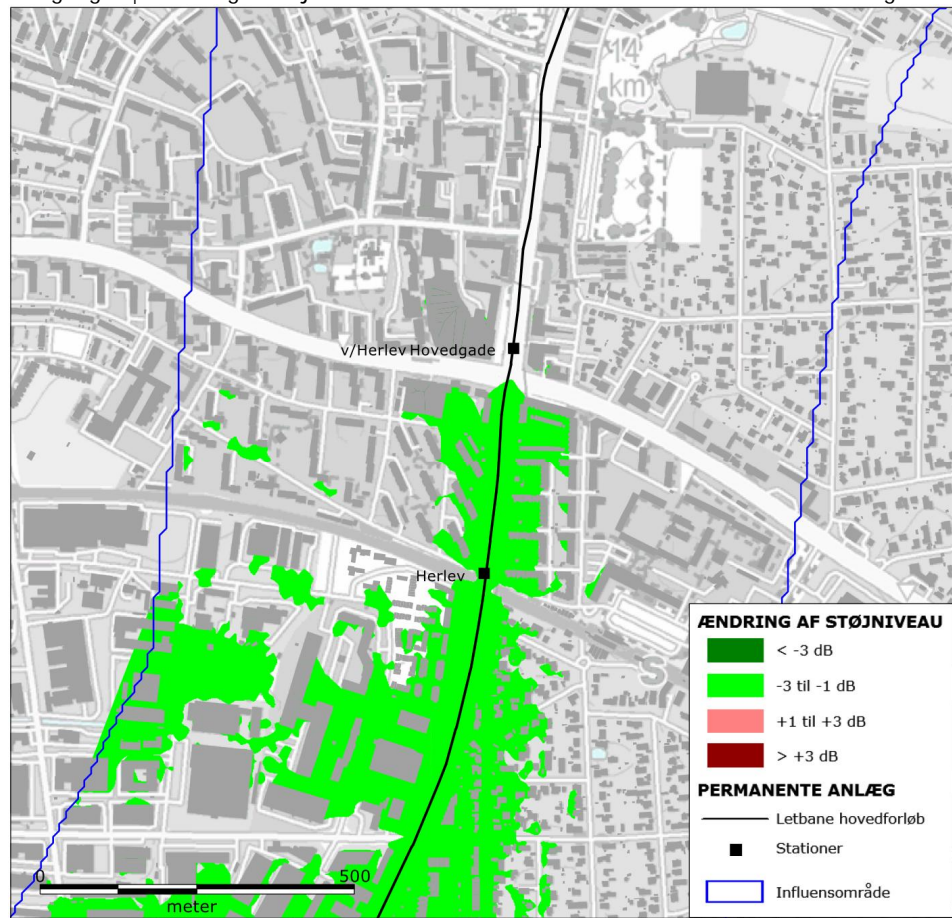 14
km
v/Herlev Hovedgade
Herlev
S
ÆNDRING AF STØJNIVEAU
< -3 dB
-3 til -1 dB
+1 til +3 dB
> +3 dB
PERMANENTE ANLÆG
Letbane hovedforløb
Stationer
Influensområde
0 500
meter